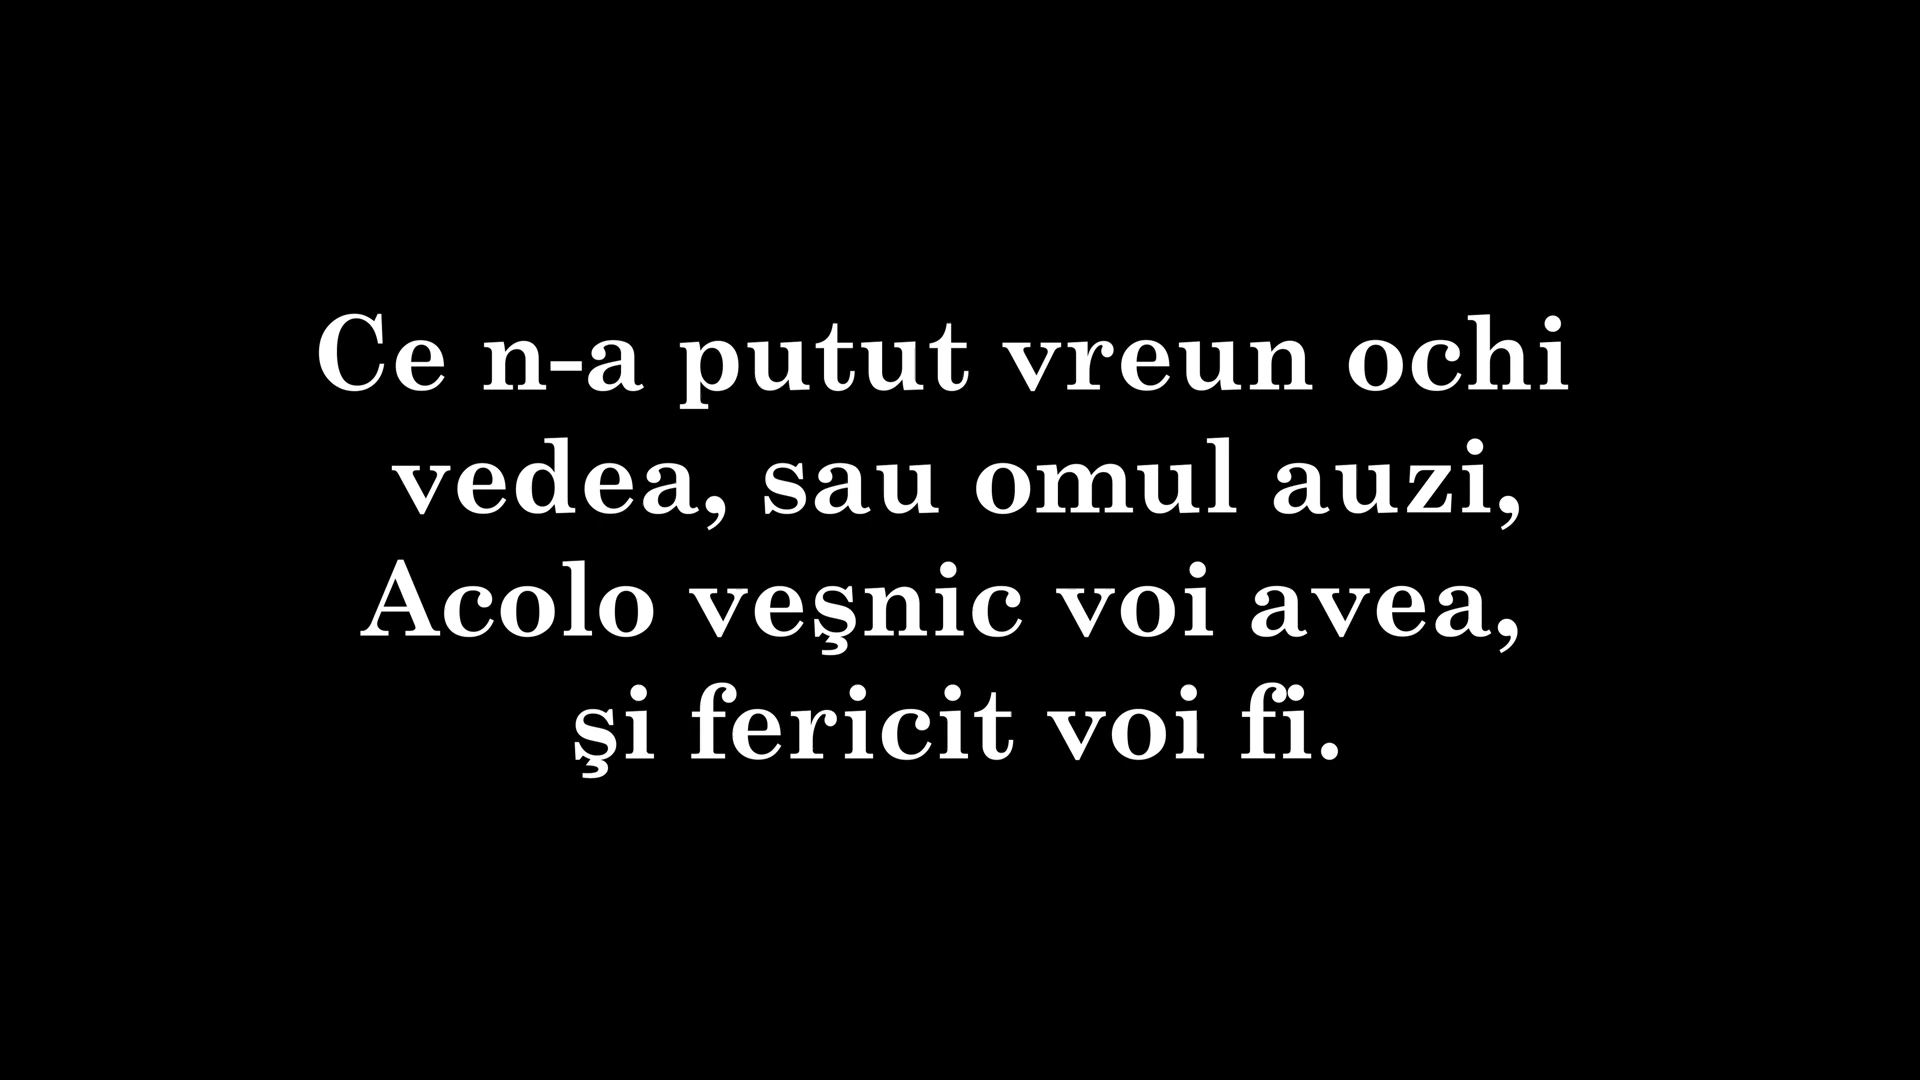 Ce n-a putut vreun ochi
vedea, sau omul auzi,
Acolo veşnic voi avea,
şi fericit voi fi.